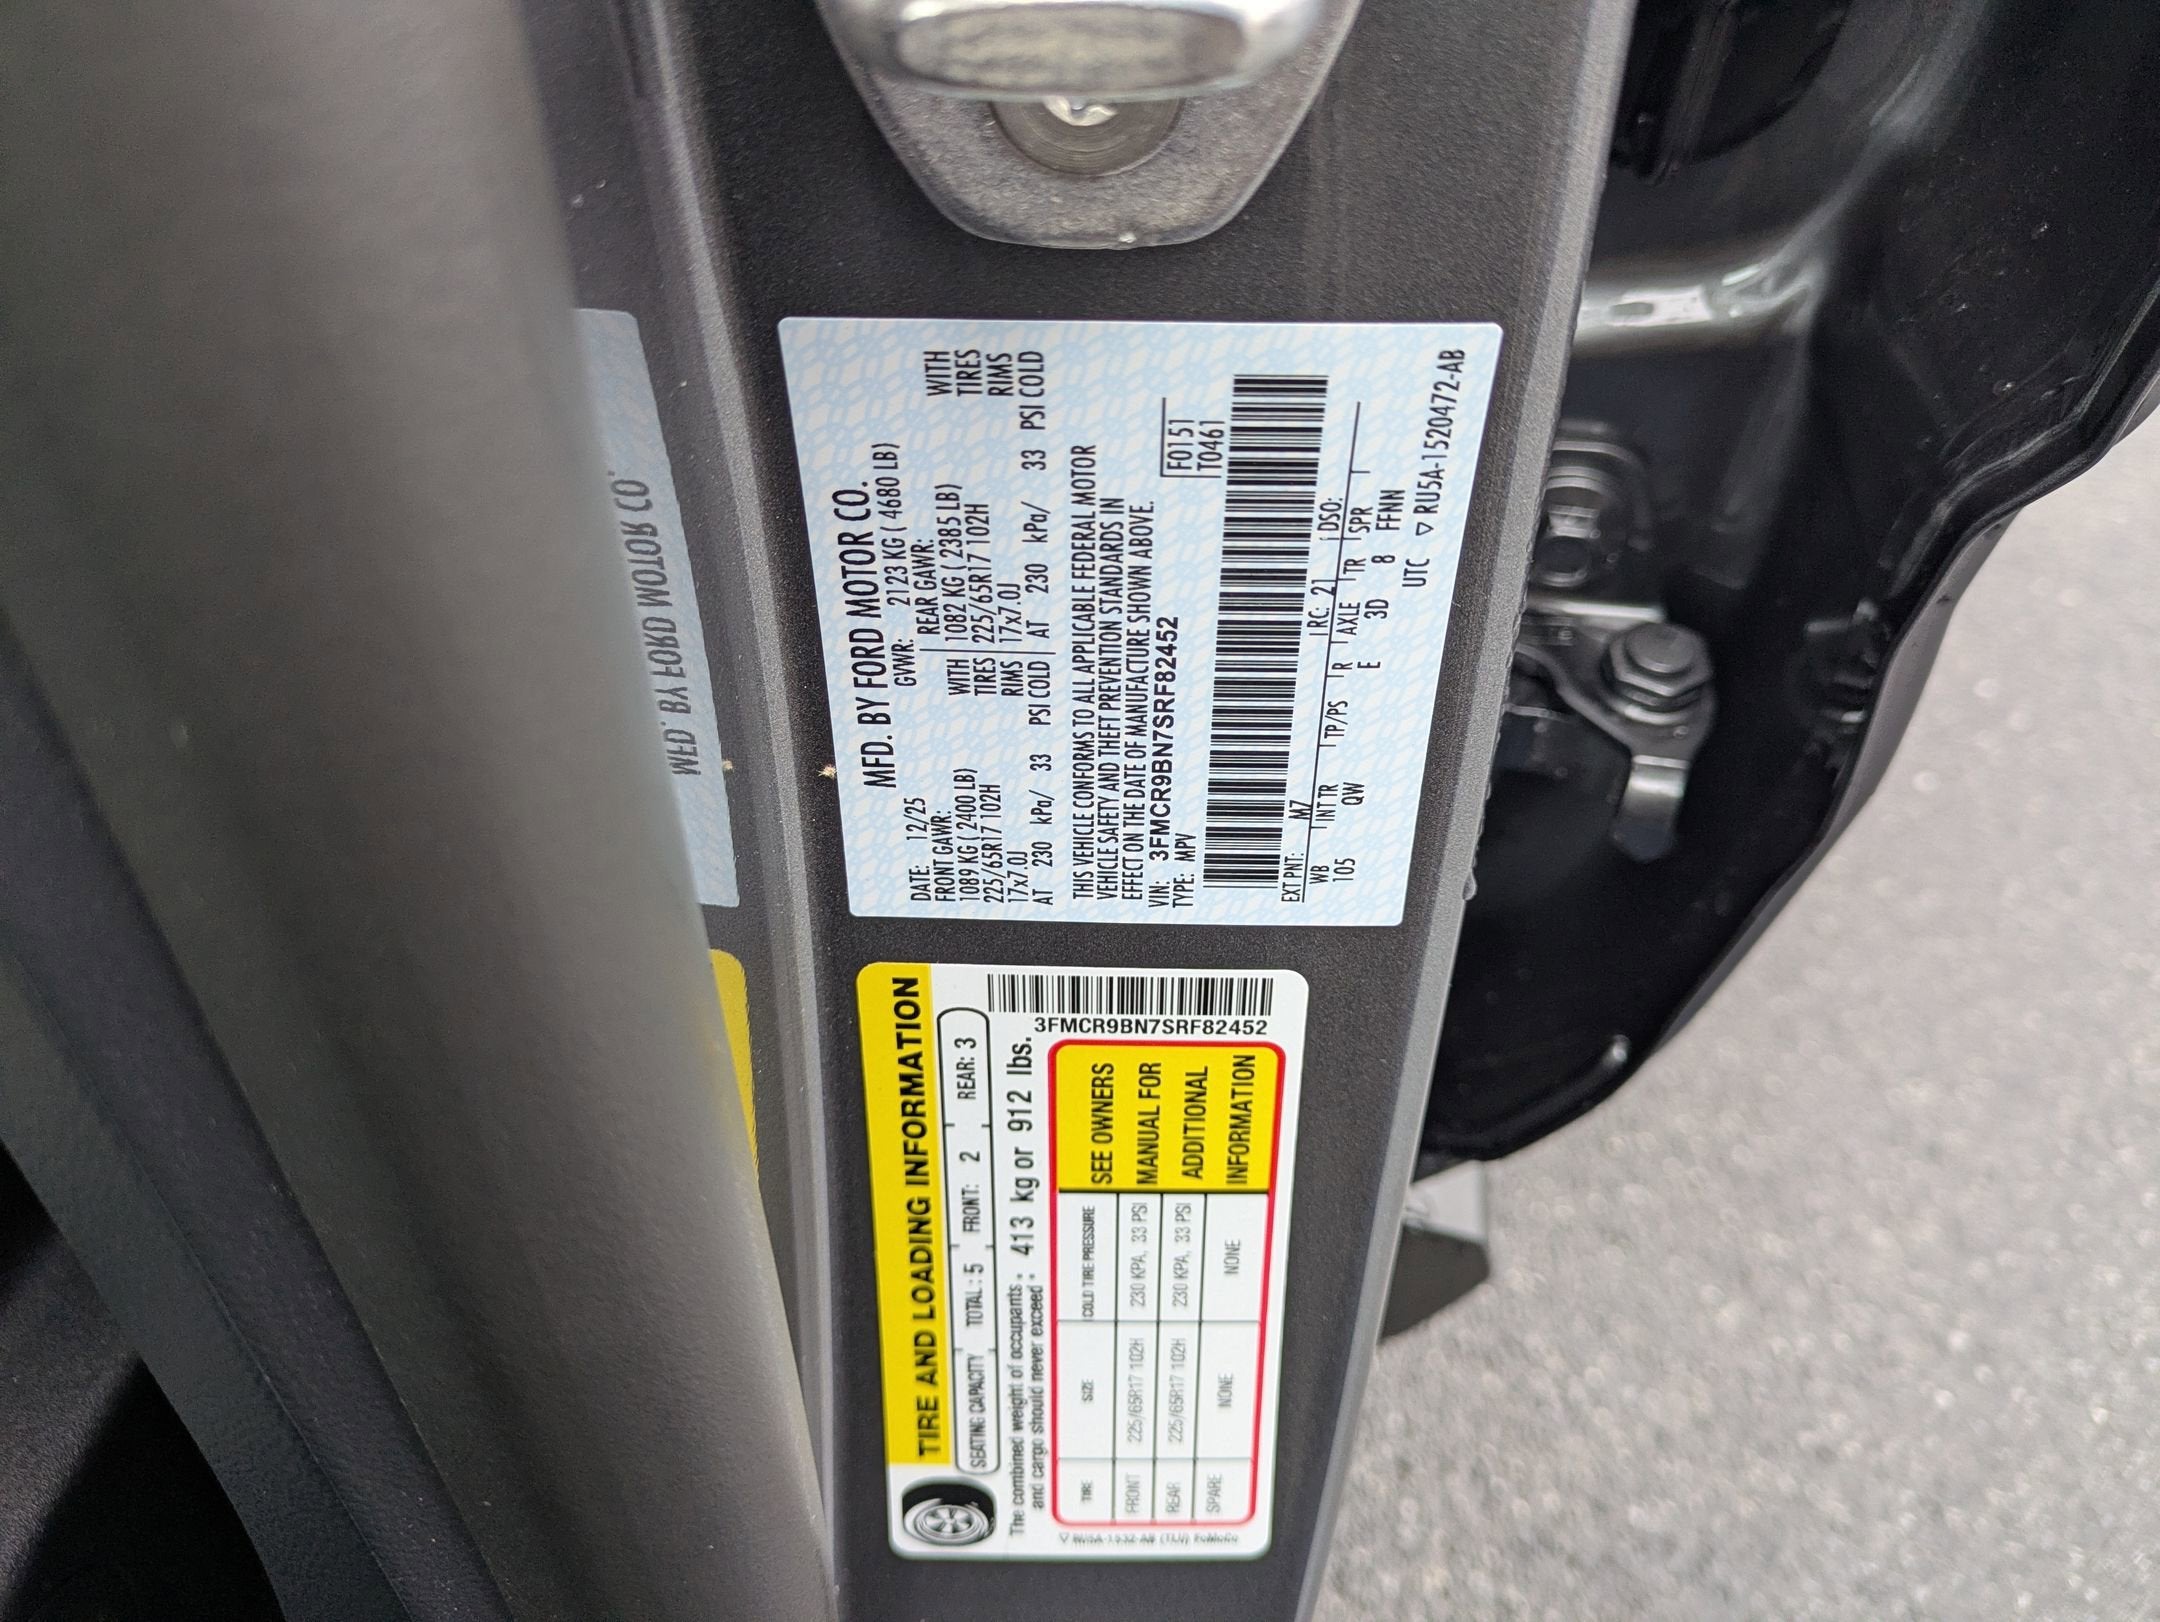 MFD. BY FORD MOTOR CO.
DATE: 12/25 GVWR: 2123 KG ( 4680 LB)
FRONT GAWR: REAR GAWR:
1089 KG ( 2400 LB) WITH 1082 KG ( 2385 LB) WITH
225/65R17 102H TIRES 225/65R17 102H TIRES
17x7.0J RIMS 17x7.0J RIMS
AT 230 kPa/ 33 PSI COLD AT 230 kPa/ 33 PSI COLD
THIS VEHICLE CONFORMS TO ALL APPLICABLE FEDERAL MOTOR
VEHICLE SAFETY AND THEFT PREVENTION STANDARDS IN
EFFECT ON THE DATE OF MANUFACTURE SHOWN ABOVE.
VIN: 3FMCR9BN7SRF82452 F0151
TYPE: MPV T0461
EXT PNT: M7 RC: 21 DSO:
WB INT TR TP/PS R AXLE TR SPR
105 QW E 3D 8 FFNN
UTC ▽ RU5A-1520472-AB
MFD. BY FORD MOTOR CO.
TIRE AND LOADING INFORMATION
SEATING CAPACITY TOTAL : 5 FRONT: 2 REAR: 3
The combined weight of occupants
and cargo should never exceed 413 kg or 912 lbs.
3FMCR9BN7SRF82452
TIRE SIZE COLD TIRE PRESSURE
FRONT 225/65R17 102H 230 KPA, 33 PSI
REAR 225/65R17 102H 230 KPA, 33 PSI
SPARE NONE NONE
SEE OWNERS
MANUAL FOR
ADDITIONAL
INFORMATION